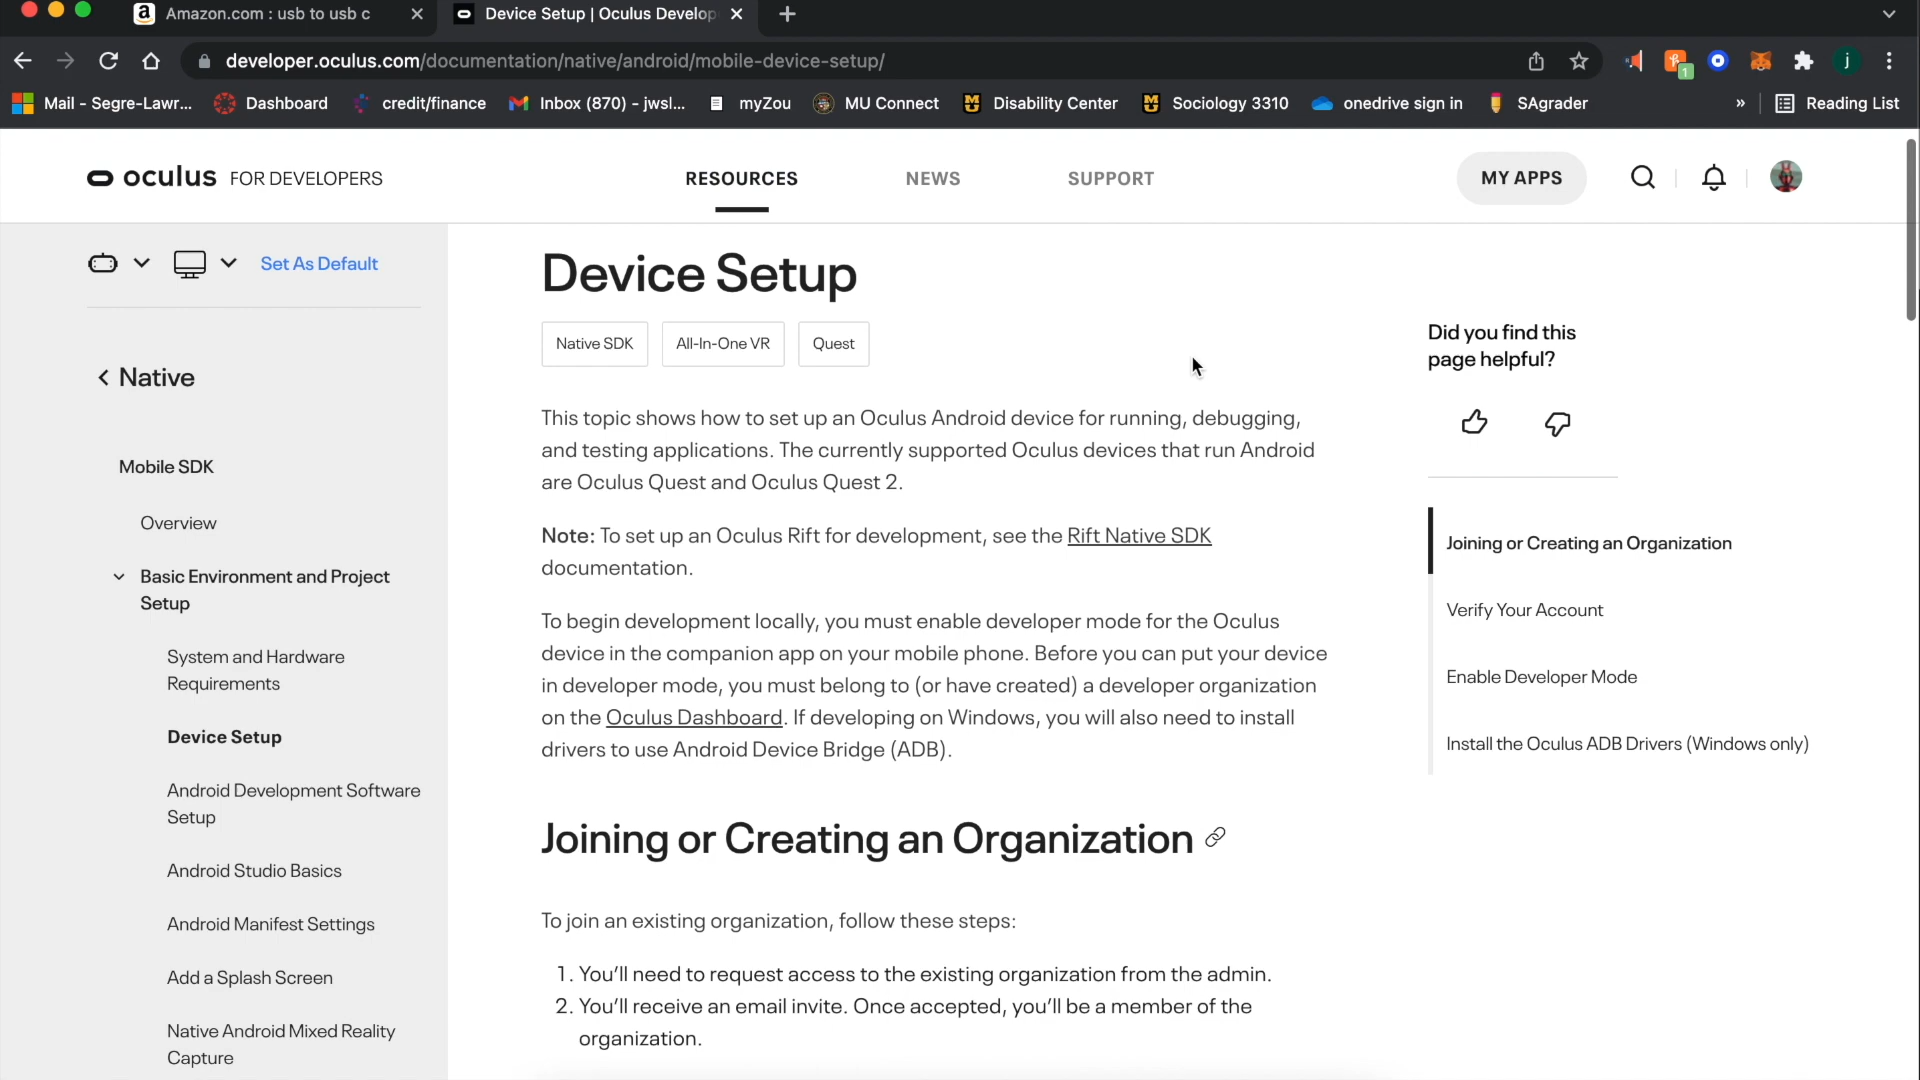 Amazon.com : usb to usb c
Device Setup | Oculus Develop
developer.oculus.com/documentation/native/android/mobile-device-setup/
1
j
Mail - Segre-Lawr...
Dashboard
credit/finance
Inbox (870) - jwsl...
myZou
MU Connect
Disability Center
Sociology 3310
onedrive sign in
SAgrader
»
Reading List
oculus FOR DEVELOPERS
RESOURCES
NEWS
SUPPORT
MY APPS
Set As Default
Native
Mobile SDK
Overview
Basic Environment and Project
Setup
System and Hardware
Requirements
Device Setup
Android Development Software
Setup
Android Studio Basics
Android Manifest Settings
Add a Splash Screen
Native Android Mixed Reality
Capture
Device Setup
Native SDK
All-In-One VR
Quest
This topic shows how to set up an Oculus Android device for running, debugging,
and testing applications. The currently supported Oculus devices that run Android
are Oculus Quest and Oculus Quest 2.
Note: To set up an Oculus Rift for development, see the Rift Native SDK
documentation.
To begin development locally, you must enable developer mode for the Oculus
device in the companion app on your mobile phone. Before you can put your device
in developer mode, you must belong to (or have created) a developer organization
on the Oculus Dashboard. If developing on Windows, you will also need to install
drivers to use Android Device Bridge (ADB).
Joining or Creating an Organization
To join an existing organization, follow these steps:
1. You'll need to request access to the existing organization from the admin.
2. You'll receive an email invite. Once accepted, you'll be a member of the
organization.
Did you find this
page helpful?
Joining or Creating an Organization
Verify Your Account
Enable Developer Mode
Install the Oculus ADB Drivers (Windows only)